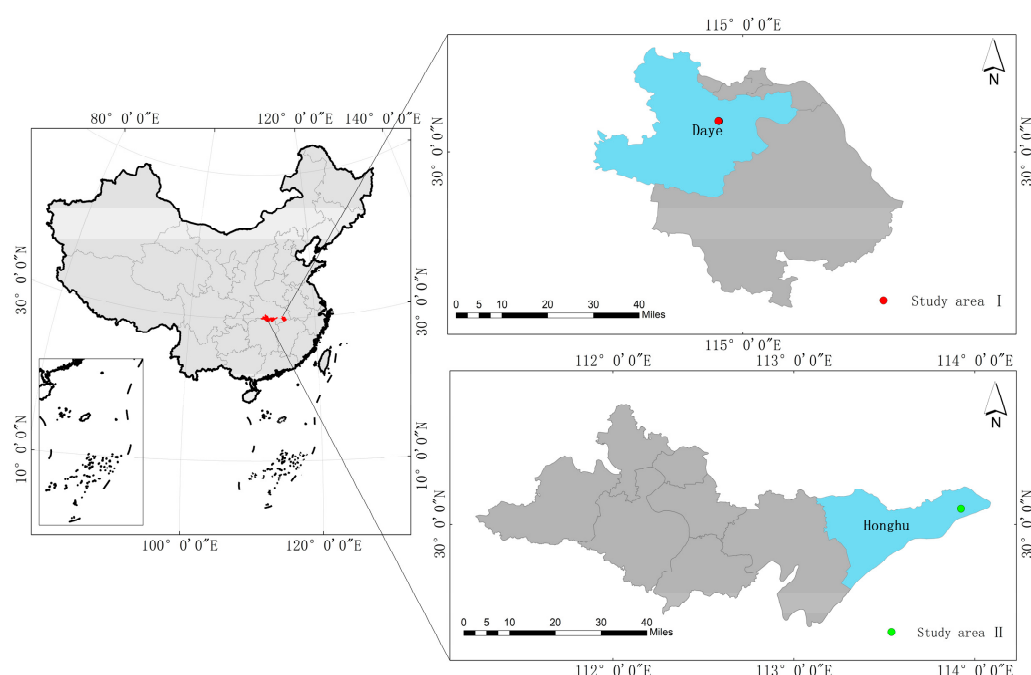 80° 0'0"E
120° 0'0"E
140° 0'0"E
30° 0'0"N
30° 0'0"N
10° 0'0"N
10° 0'0"N
100° 0'0"E
120° 0'0"E
115° 0'0"E
N
30° 0'0"N
30° 0'0"N
Daye
0 5 10 20 30 40
Miles
Study area I
115° 0'0"E
112° 0'0"E
113° 0'0"E
114° 0'0"E
N
30° 0'0"N
30° 0'0"N
Honghu
0 5 10 20 30 40
Miles
Study area II
112° 0'0"E
113° 0'0"E
114° 0'0"E